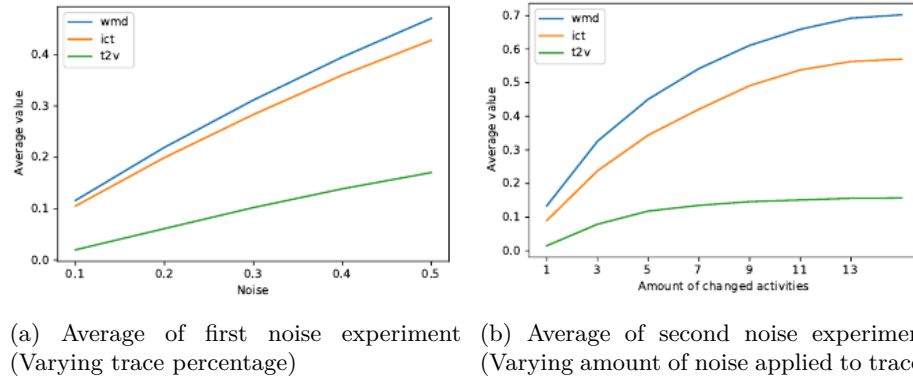 wmd
ict
t2v
Average value
0.4
0.3
0.2
0.1
0.0
0.1 0.2 0.3 0.4 0.5
Noise
wmd
ict
t2v
Average value
0.7
0.6
0.5
0.4
0.3
0.2
0.1
0.0
1 3 5 7 9 11 13
Amount of changed activities
(a) Average of first noise experiment
(Varying trace percentage)
(b) Average of second noise
(Varying amount of noise applied to